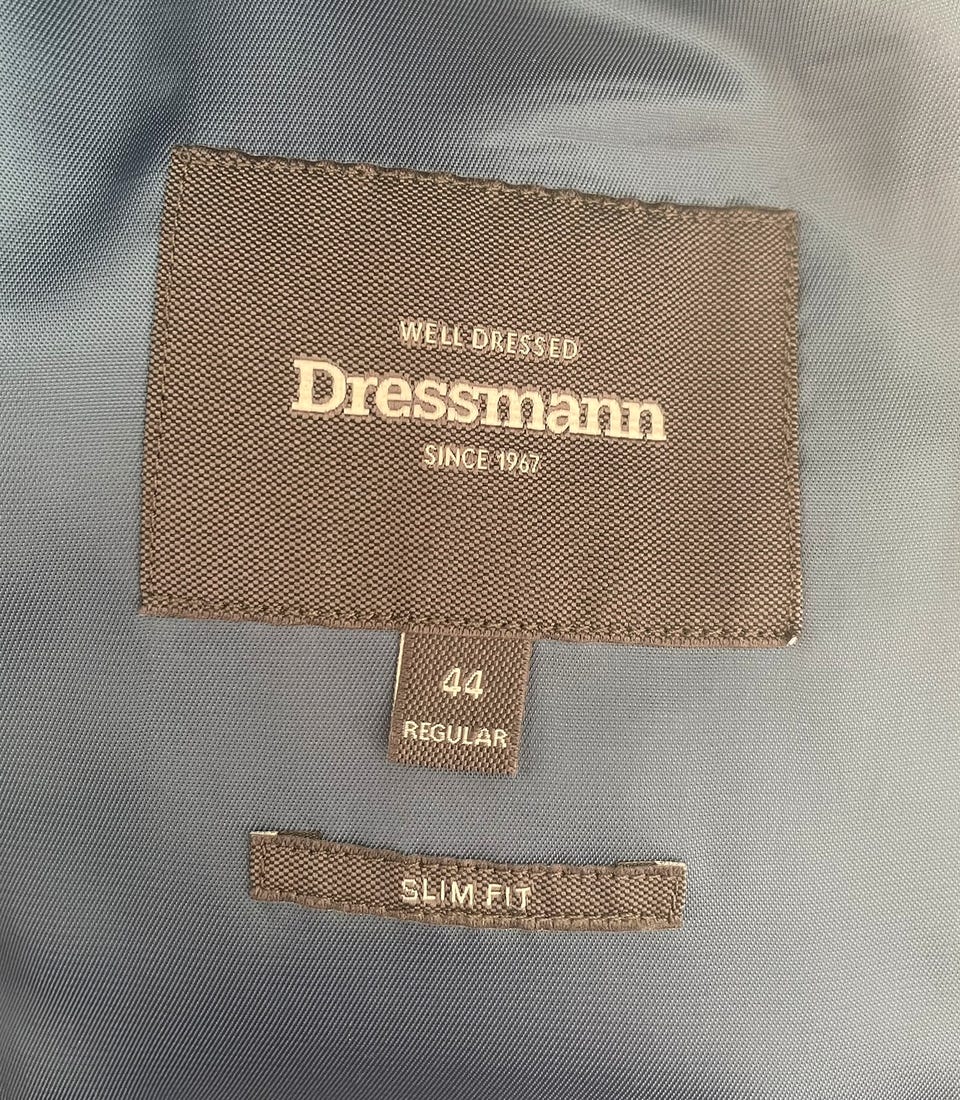 WELL DRESSED
Dressmann
SINCE 1967
44
REGULAR
SLIM FIT